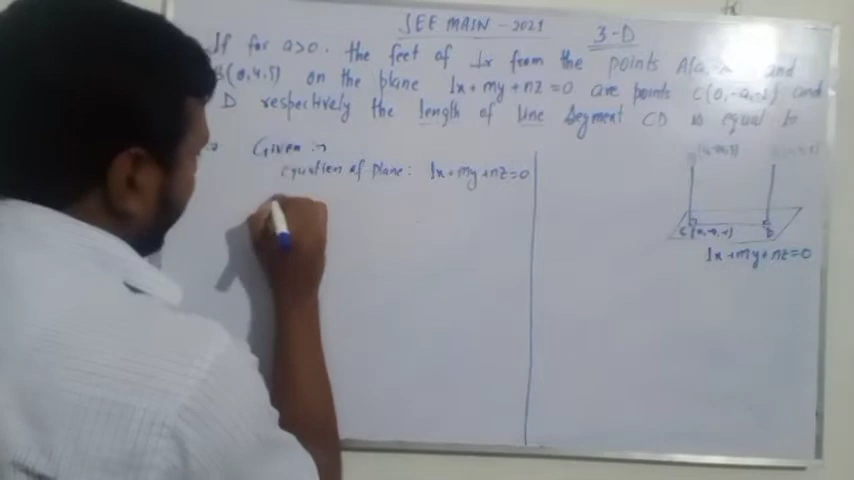 JEE MAIN - 2021
3-D
If for a>0, the feet of ⊥r from the points A(a, and
B(0,4,5) on the plane lx+my+nz=0 are points C(0,-a,-1) and
D respectively the length of line segment CD is equal to
Given :-
equation of plane: lx+my+nz=0
C D
lx+my+nz=0